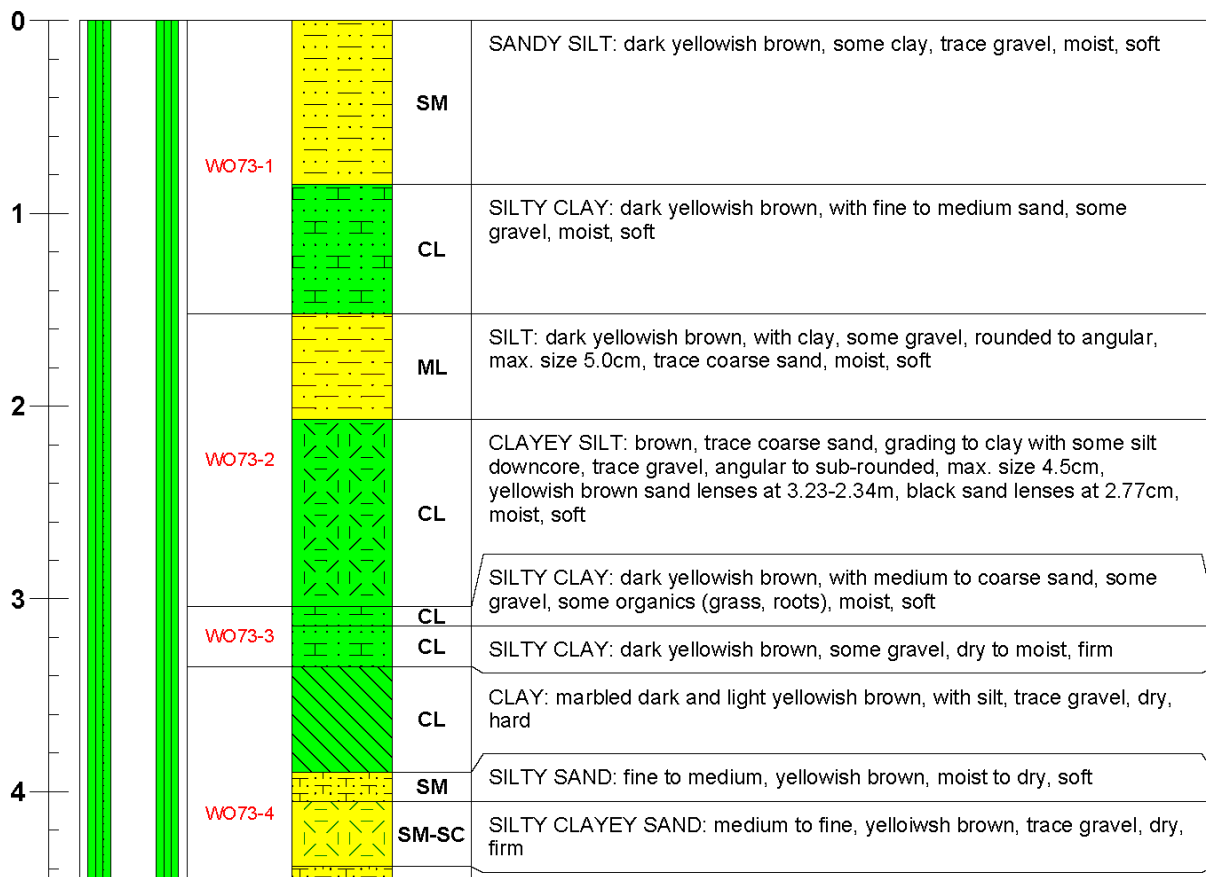 0
SANDY SILT: dark yellowish brown, some clay, trace gravel, moist, soft
SM
WO73-1
1
SILTY CLAY: dark yellowish brown, with fine to medium sand, some
gravel, moist, soft
CL
SILT: dark yellowish brown, with clay, some gravel, rounded to angular,
max. size 5.0cm, trace coarse sand, moist, soft
ML
2
WO73-2
CLAYEY SILT: brown, trace coarse sand, grading to clay with some silt
downcore, trace gravel, angular to sub-rounded, max. size 4.5cm,
yellowish brown sand lenses at 3.23-2.34m, black sand lenses at 2.77cm,
moist, soft
CL
3
SILTY CLAY: dark yellowish brown, with medium to coarse sand, some
gravel, some organics (grass, roots), moist, soft
CL
WO73-3
CL
SILTY CLAY: dark yellowish brown, some gravel, dry to moist, firm
CLAY: marbled dark and light yellowish brown, with silt, trace gravel, dry,
hard
CL
4
SM
SILTY SAND: fine to medium, yellowish brown, moist to dry, soft
WO73-4
SM-SC
SILTY CLAYEY SAND: medium to fine, yelloiwsh brown, trace gravel, dry,
firm